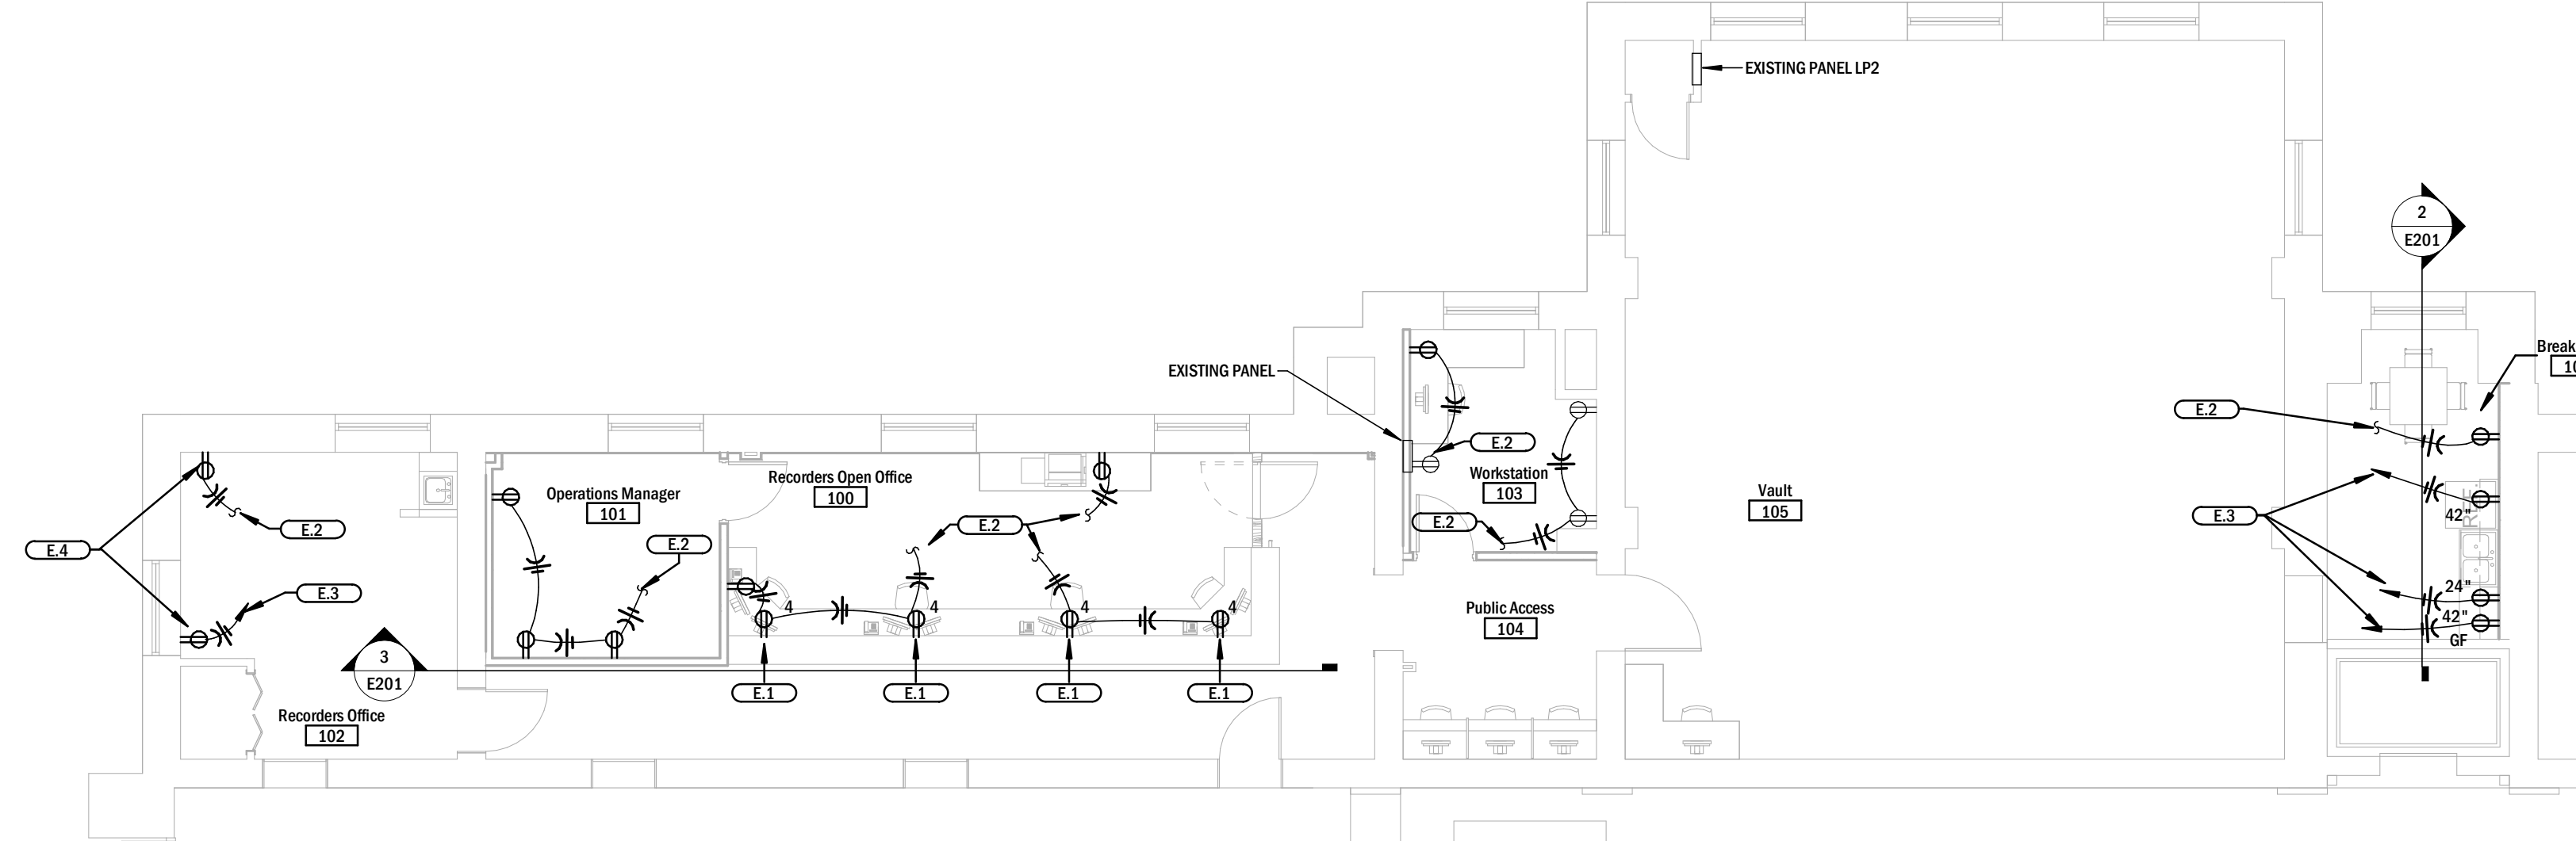 EXISTING PANEL LP2
2
E201
EXISTING PANEL
Break
10
E.2
E.2
Workstation
103
E.2
Recorders Open Office
100
Operations Manager
101
E.2
E.2
E.2
Vault
105
E.3
42"
REF.
E.4
E.3
24"
42"
GF
4
4
4
4
Public Access
104
3
E201
E.1
E.1
E.1
E.1
Recorders Office
102